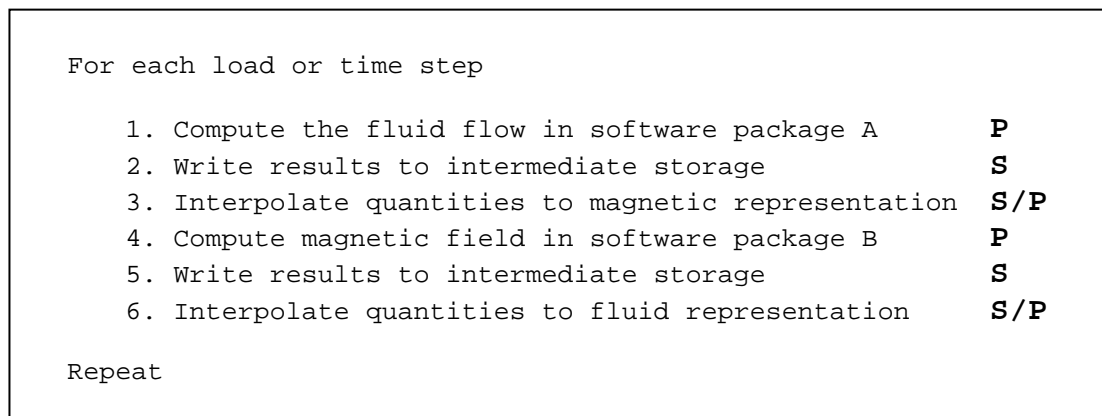 For each load or time step
1. Compute the fluid flow in software package A P
2. Write results to intermediate storage S
3. Interpolate quantities to magnetic representation S/P
4. Compute magnetic field in software package B P
5. Write results to intermediate storage S
6. Interpolate quantities to fluid representation S/P
Repeat